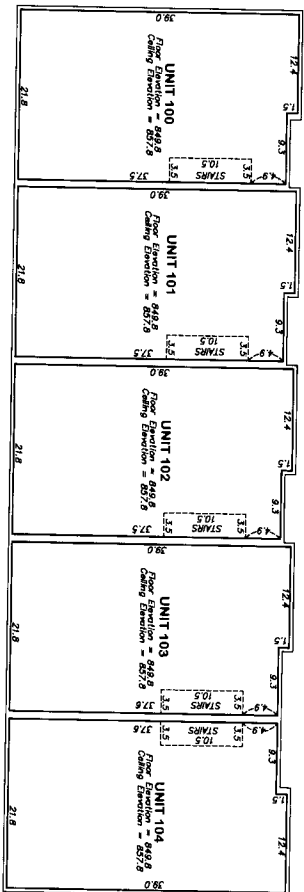 12.4
39.0
1.5
9.3
UNIT 100
Floor Elevation = 849.8
Ceiling Elevation = 857.8
4.9
3.5
STAIRS
10.5
3.5
37.5
21.8
12.4
39.0
1.5
9.3
UNIT 101
Floor Elevation = 849.8
Ceiling Elevation = 857.8
4.9
3.5
STAIRS
10.5
3.5
37.5
21.8
12.4
39.0
1.5
9.3
UNIT 102
Floor Elevation = 849.8
Ceiling Elevation = 857.8
4.9
3.5
STAIRS
10.5
3.5
37.5
21.8
12.4
39.0
1.5
9.3
UNIT 103
Floor Elevation = 849.8
Ceiling Elevation = 857.8
4.9
3.5
STAIRS
10.5
3.5
37.6
21.8
4.9
3.5
STAIRS
10.5
3.5
37.6
9.3
1.5
UNIT 104
Floor Elevation = 849.8
Ceiling Elevation = 857.8
12.4
39.0
21.8